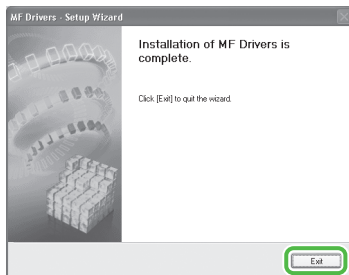 MF Drivers - Setup Wizard
Installation of MF Drivers is
complete.
Click [Exit] to quit the wizard.
Exit